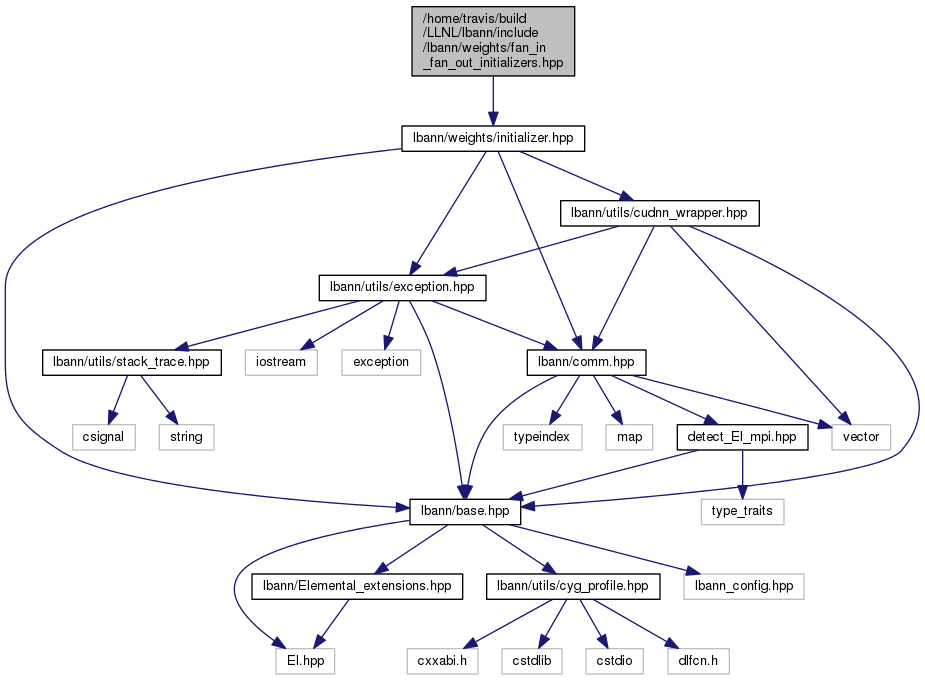 /home/travis/build
/LLNL/lbann/include
/lbann/weights/fan_in
_fan_out_initializers.hpp
lbann/weights/initializer.hpp
lbann/utils/cudnn_wrapper.hpp
lbann/utils/exception.hpp
lbann/utils/stack_trace.hpp
iostream
exception
lbann/comm.hpp
csignal
string
typeindex
map
detect_El_mpi.hpp
vector
lbann/base.hpp
type_traits
lbann/Elemental_extensions.hpp
lbann/utils/cyg_profile.hpp
lbann_config.hpp
El.hpp
cxxabi.h
cstdlib
cstdio
dlfcn.h